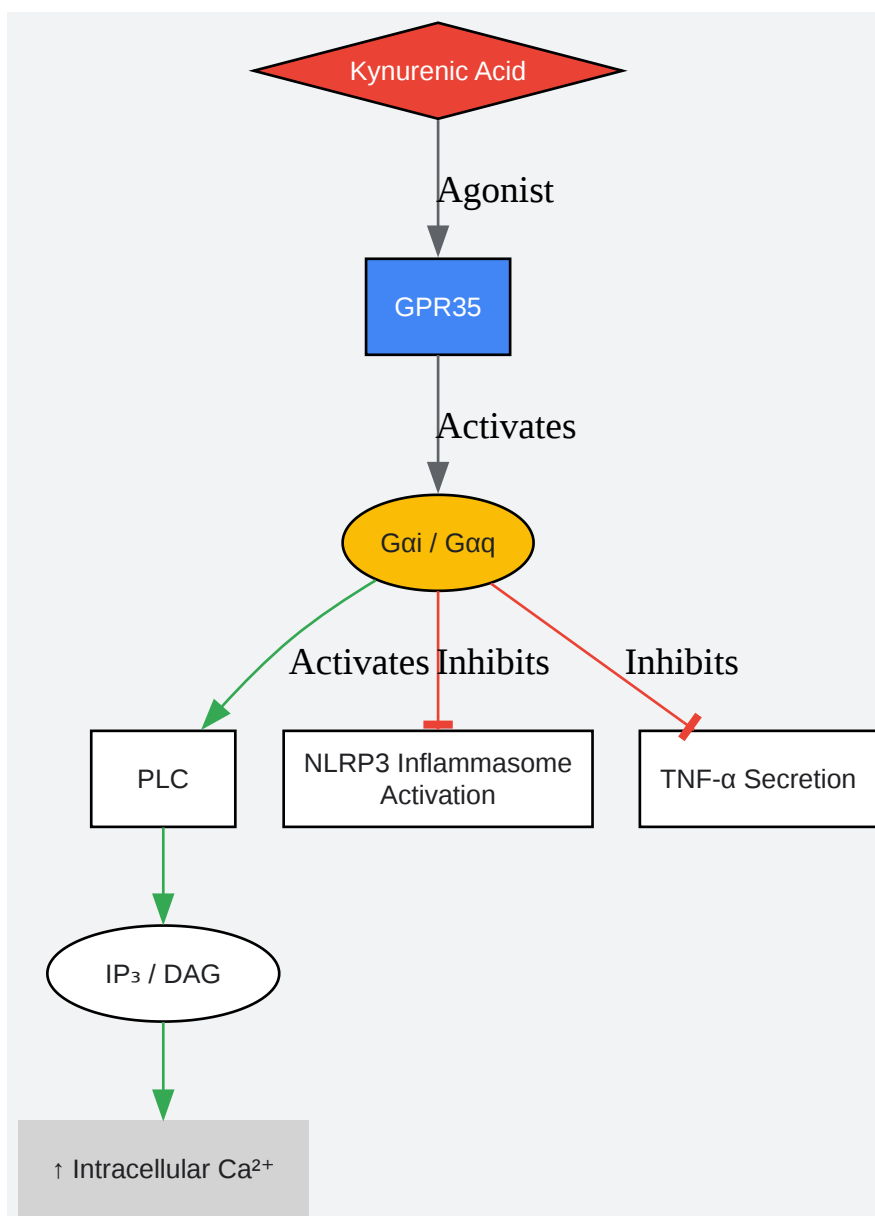 Kynurenic Acid
Agonist
GPR35
Activates
Gαi / Gαq
Activates
Inhibits
Inhibits
PLC
NLRP3 Inflammasome
Activation
TNF-α Secretion
IP₃ / DAG
↑ Intracellular Ca²⁺